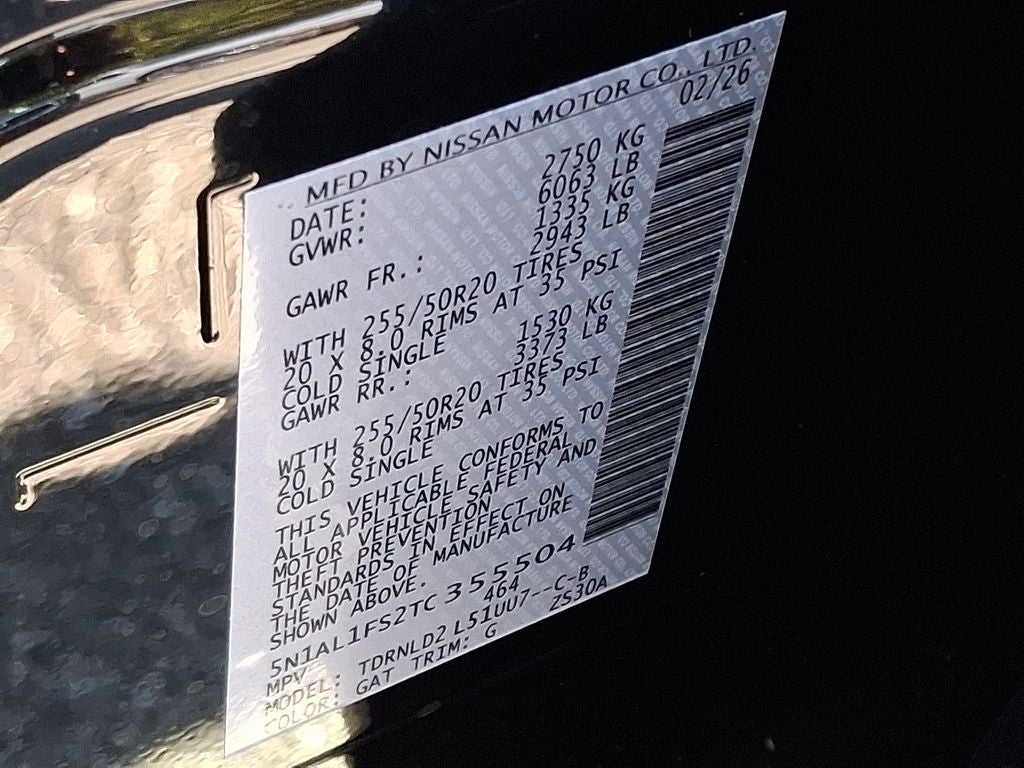 MFD BY NISSAN MOTOR CO., LTD.
DATE: 02/26
GVWR: 2750 KG
6063 LB
GAWR FR.: 1335 KG
2943 LB
WITH 255/50R20 TIRES
20 X 8.0 RIMS AT 35 PSI
COLD SINGLE
GAWR RR.: 1530 KG
3373 LB
WITH 255/50R20 TIRES
20 X 8.0 RIMS AT 35 PSI
COLD SINGLE
THIS VEHICLE CONFORMS TO
ALL APPLICABLE FEDERAL
MOTOR VEHICLE SAFETY AND
THEFT PREVENTION
STANDARDS IN EFFECT ON
THE DATE OF MANUFACTURE
SHOWN ABOVE.
5N1AL1FS2TC355504
MPV 464
MODEL: TDRNLD2 L51UU7--C-B
COLOR: GAT TRIM: G ZS30A